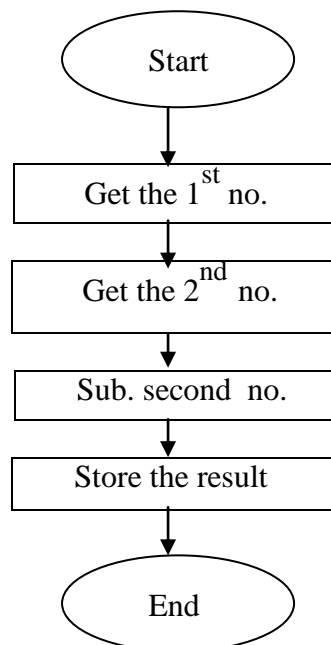 Start
Get the 1st no.
Get the 2nd no.
Sub. second no.
Store the result
End